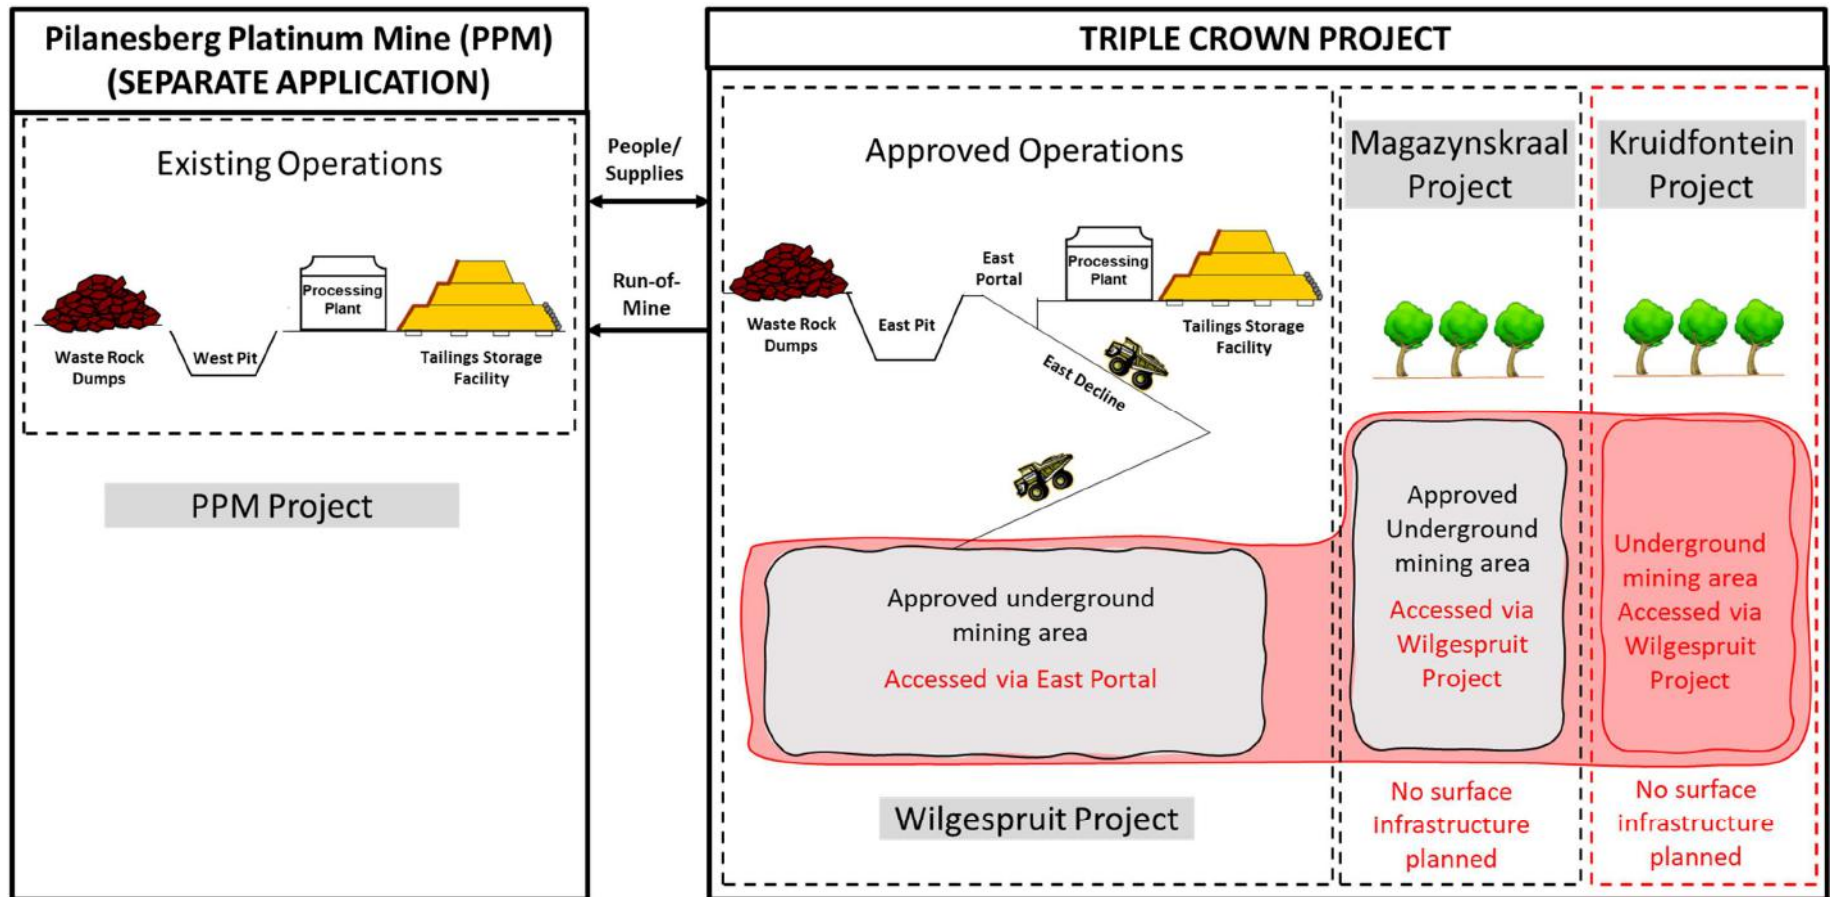 Pilanesberg Platinum Mine (PPM)
(SEPARATE APPLICATION)
Existing Operations
Waste Rock
Dumps
West Pit
Processing
Plant
Tailings Storage
Facility
PPM Project
People/
Supplies
Run-of-
Mine
TRIPLE CROWN PROJECT
Approved Operations
Waste Rock
Dumps
East Pit
East
Portal
Processing
Plant
Tailings Storage
Facility
East Decline
Approved underground
mining area
Accessed via East Portal
Wilgespruit Project
Magazynskraal
Project
Approved
Underground
mining area
Accessed via
Wilgespruit
Project
No surface
infrastructure
planned
Kruidfontein
Project
Underground
mining area
Accessed via
Wilgespruit
Project
No surface
infrastructure
planned